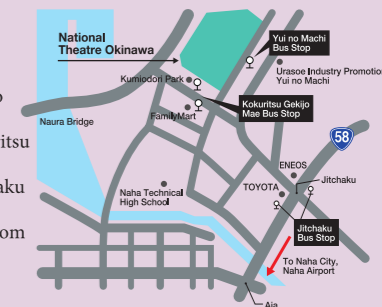 National
Theatre Okinawa
Yui no Machi
Bus Stop
Kumiodori Park
Urasoe Industry Promotion
Yui no Machi
Kokuritsu Gekijo
Mae Bus Stop
FamilyMart
Naura Bridge
58
itsu
ENEOS
Jitchaku
aku
Naha Technical
High School
TOYOTA
Jitchaku
Bus Stop
om
To Naha City,
Naha Airport
Aja